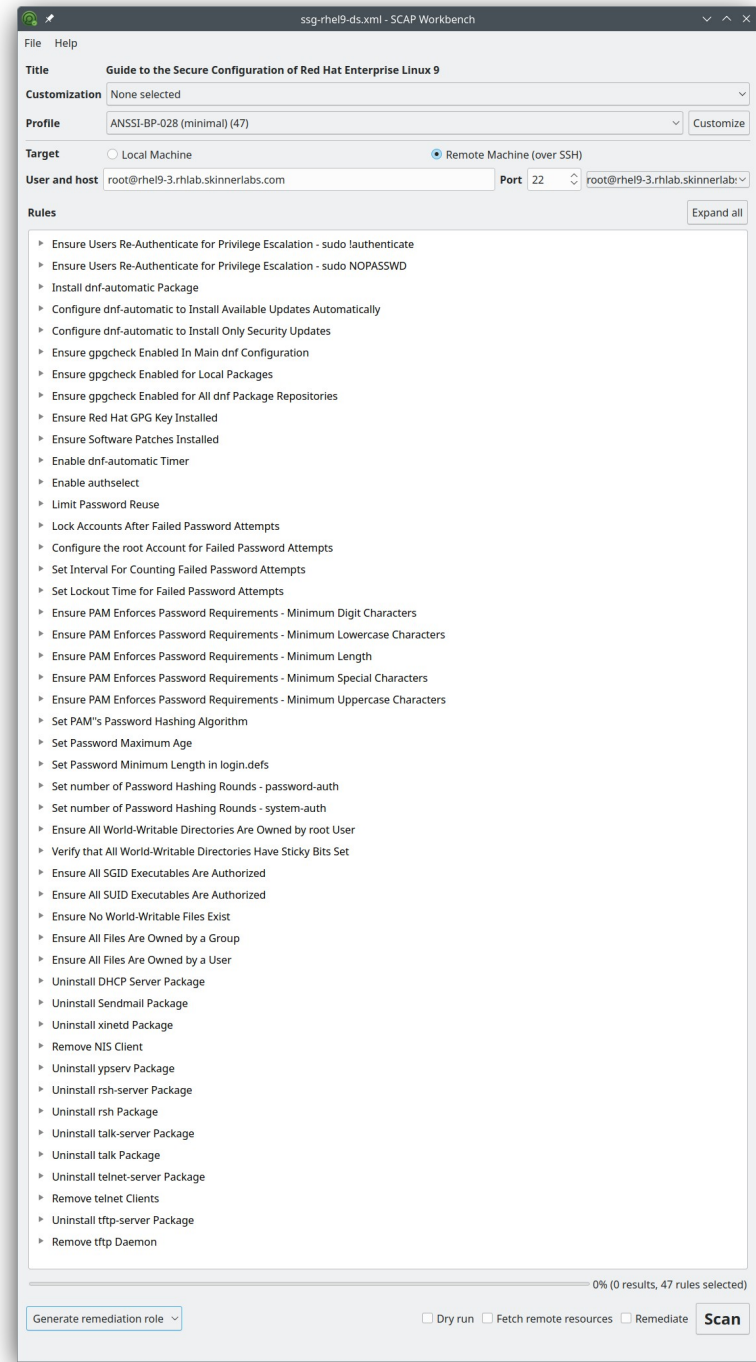 ssg-rhel9-ds.xml - SCAP Workbench
File Help
Title Guide to the Secure Configuration of Red Hat Enterprise Linux 9
Customization None selected
Profile ANSSI-BP-028 (minimal) (47) Customize
Target Local Machine Remote Machine (over SSH)
User and host root@rhel9-3.rhlab.skinnerlabs.com Port 22 root@rhel9-3.rhlab.skinnerlab
Rules Expand all
Ensure Users Re-Authenticate for Privilege Escalation - sudo !authenticate
Ensure Users Re-Authenticate for Privilege Escalation - sudo NOPASSWD
Install dnf-automatic Package
Configure dnf-automatic to Install Available Updates Automatically
Configure dnf-automatic to Install Only Security Updates
Ensure gpgcheck Enabled In Main dnf Configuration
Ensure gpgcheck Enabled for Local Packages
Ensure gpgcheck Enabled for All dnf Package Repositories
Ensure Red Hat GPG Key Installed
Ensure Software Patches Installed
Enable dnf-automatic Timer
Enable authselect
Limit Password Reuse
Lock Accounts After Failed Password Attempts
Configure the root Account for Failed Password Attempts
Set Interval For Counting Failed Password Attempts
Set Lockout Time for Failed Password Attempts
Ensure PAM Enforces Password Requirements - Minimum Digit Characters
Ensure PAM Enforces Password Requirements - Minimum Lowercase Characters
Ensure PAM Enforces Password Requirements - Minimum Length
Ensure PAM Enforces Password Requirements - Minimum Special Characters
Ensure PAM Enforces Password Requirements - Minimum Uppercase Characters
Set PAM''s Password Hashing Algorithm
Set Password Maximum Age
Set Password Minimum Length in login.defs
Set number of Password Hashing Rounds - password-auth
Set number of Password Hashing Rounds - system-auth
Ensure All World-Writable Directories Are Owned by root User
Verify that All World-Writable Directories Have Sticky Bits Set
Ensure All SGID Executables Are Authorized
Ensure All SUID Executables Are Authorized
Ensure No World-Writable Files Exist
Ensure All Files Are Owned by a Group
Ensure All Files Are Owned by a User
Uninstall DHCP Server Package
Uninstall Sendmail Package
Uninstall xinetd Package
Remove NIS Client
Uninstall ypserv Package
Uninstall rsh-server Package
Uninstall rsh Package
Uninstall talk-server Package
Uninstall talk Package
Uninstall telnet-server Package
Remove telnet Clients
Uninstall tftp-server Package
Remove tftp Daemon
0% (0 results, 47 rules selected)
Generate remediation role Dry run Fetch remote resources Remediate Scan